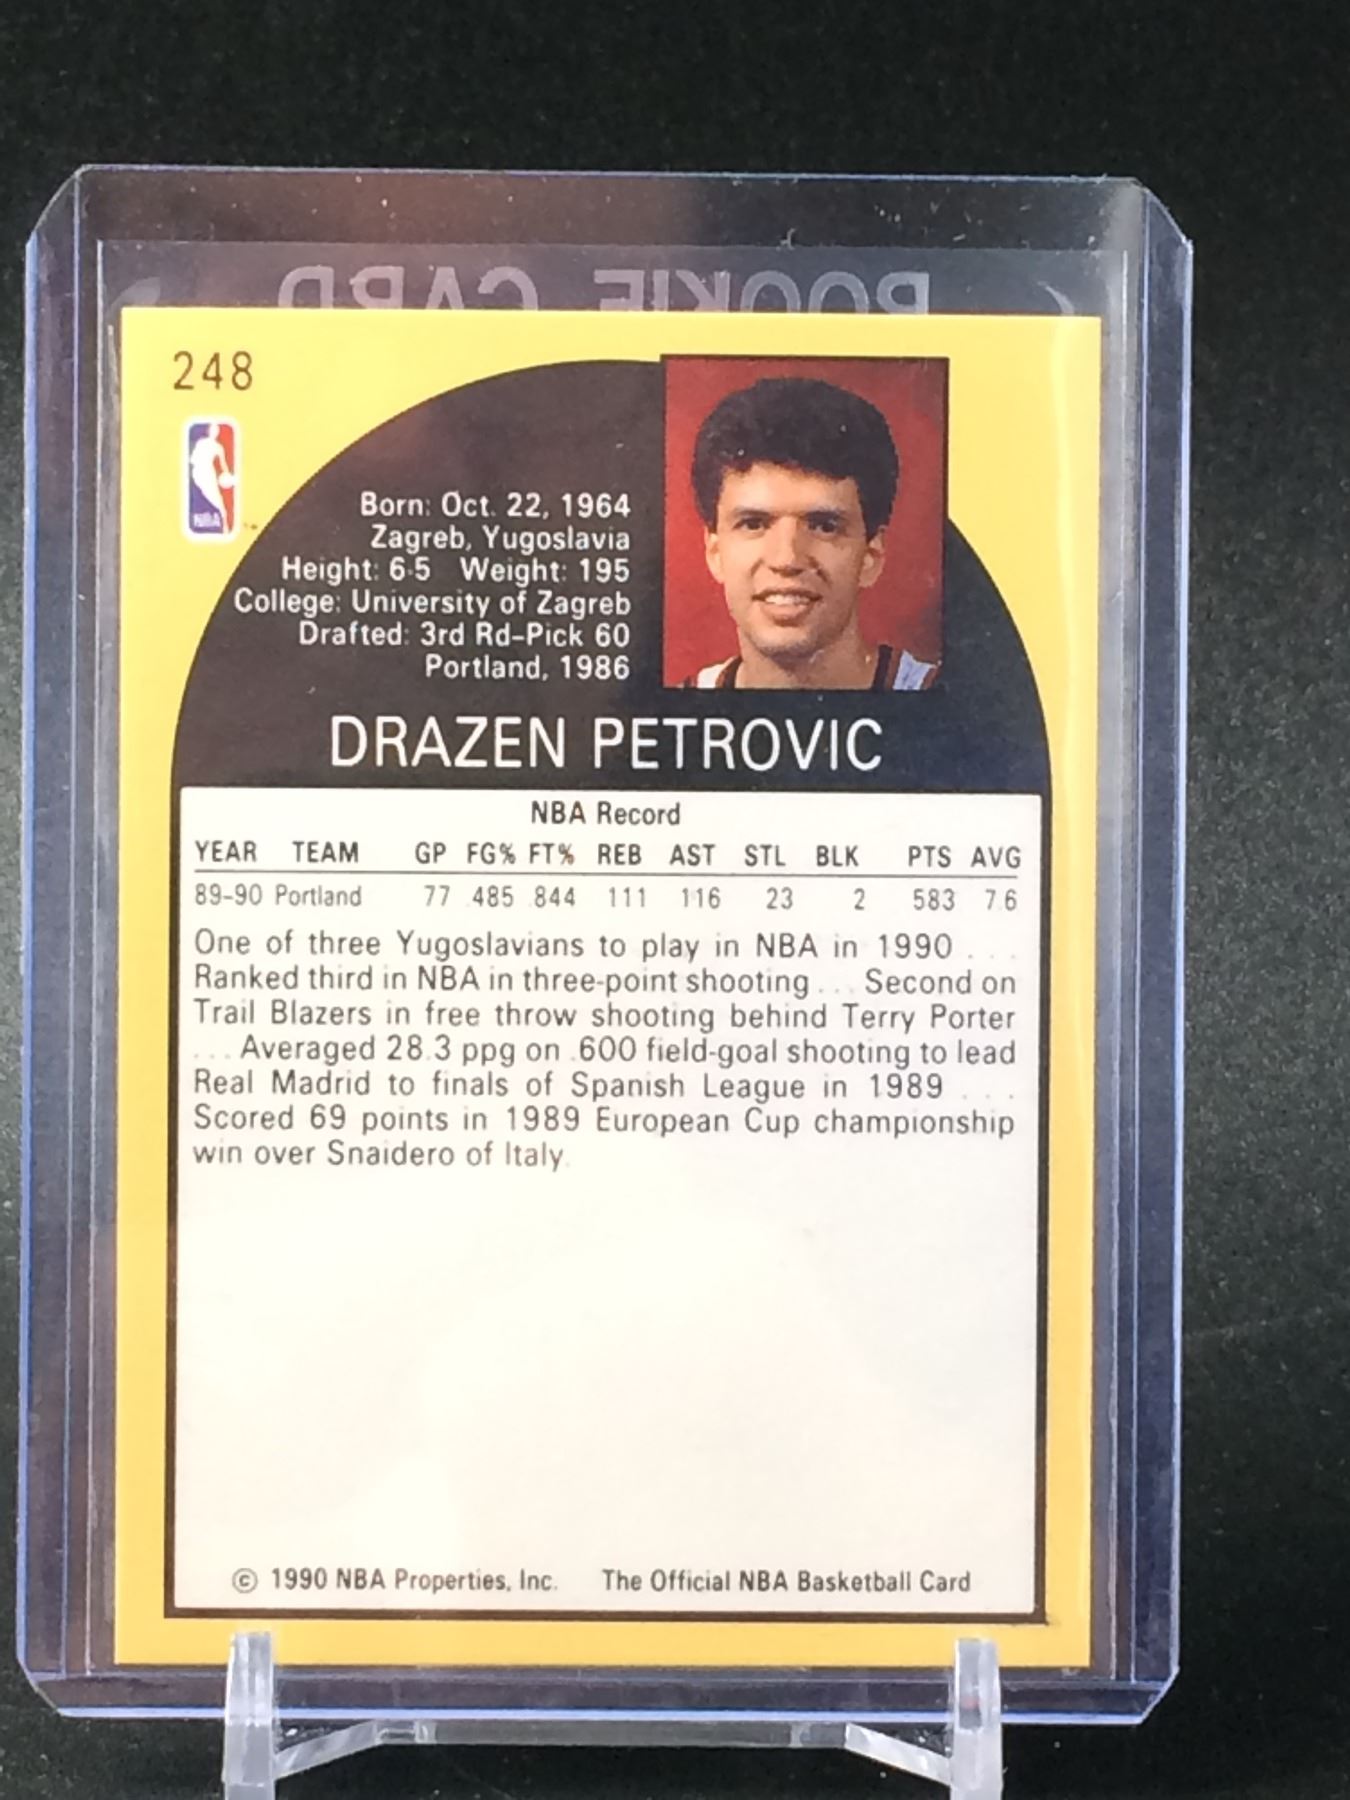 ROOKIE CARD
248
NBA
Born: Oct. 22, 1964
Zagreb, Yugoslavia
Height: 6-5 Weight: 195
College: University of Zagreb
Drafted: 3rd Rd-Pick 60
Portland, 1986
DRAZEN PETROVIC
NBA Record
YEAR TEAM GP FG% FT% REB AST STL BLK PTS AVG
89-90 Portland 77 .485 .844 111 116 23 2 583 7.6
One of three Yugoslavians to play in NBA in 1990 . . .
Ranked third in NBA in three-point shooting . . . Second on
Trail Blazers in free throw shooting behind Terry Porter
. . . Averaged 28.3 ppg on .600 field-goal shooting to lead
Real Madrid to finals of Spanish League in 1989 . . .
Scored 69 points in 1989 European Cup championship
win over Snaidero of Italy.
© 1990 NBA Properties, Inc. The Official NBA Basketball Card